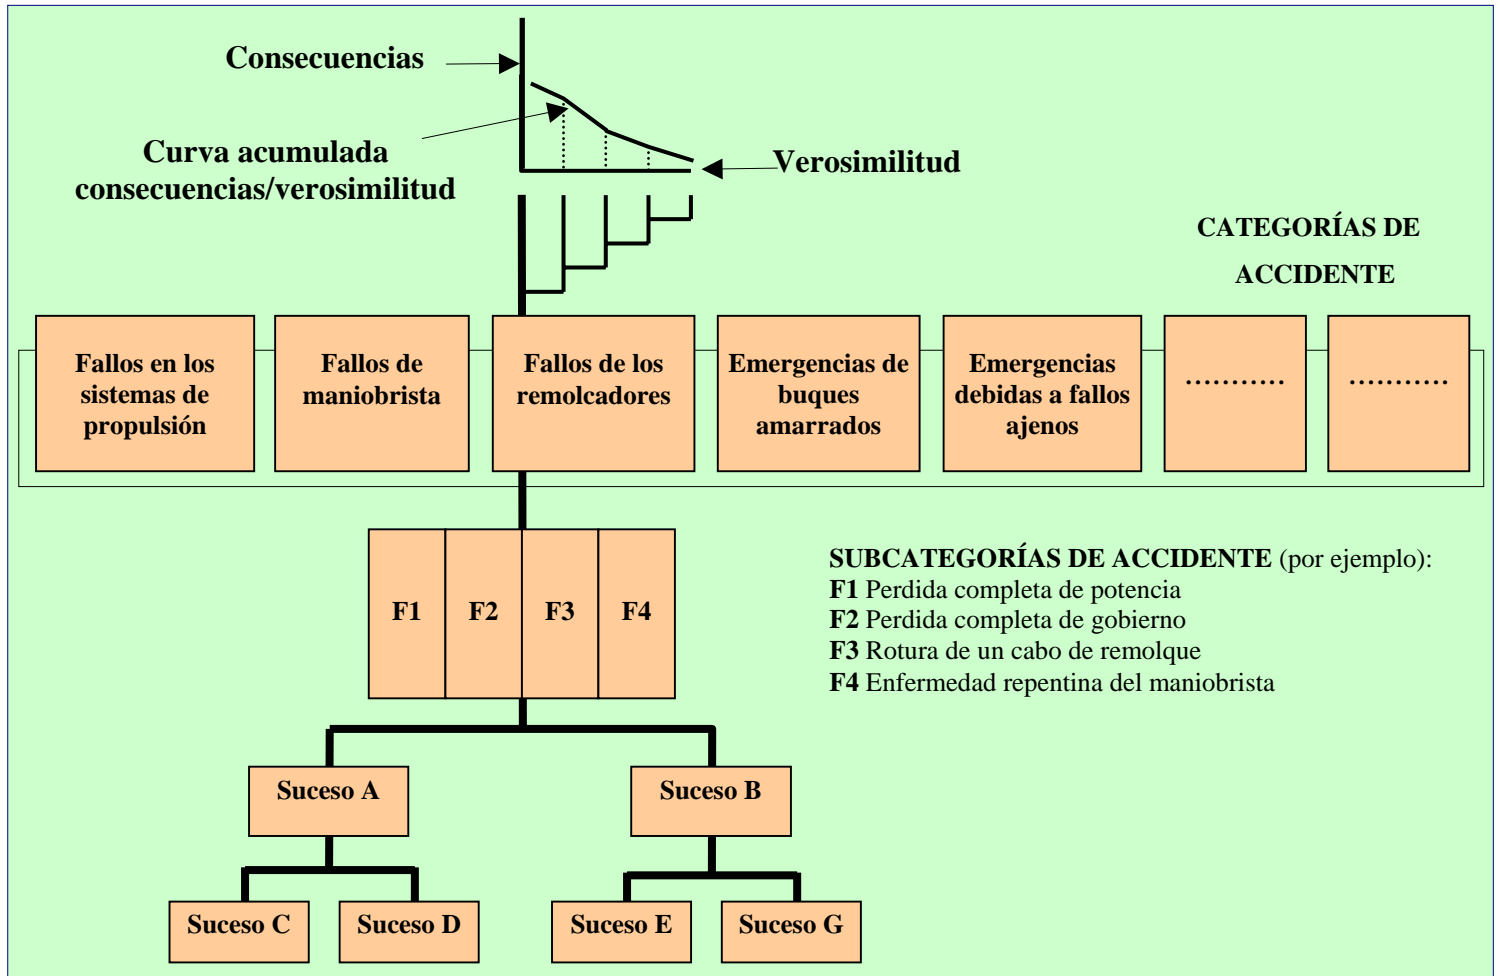 Consecuencias
Curva acumulada
consecuencias/verosimilitud
Verosimilitud
CATEGORÍAS DE
ACCIDENTE
Fallos en los
sistemas de
propulsión
Fallos de
maniobrista
Fallos de los
remolcadores
Emergencias de
buques
amarrados
Emergencias
debidas a fallos
ajenos
...........
...........
F1
F2
F3
F4
SUBCATEGORÍAS DE ACCIDENTE (por ejemplo):
F1 Perdida completa de potencia
F2 Perdida completa de gobierno
F3 Rotura de un cabo de remolque
F4 Enfermedad repentina del maniobrista
Suceso A
Suceso B
Suceso C
Suceso D
Suceso E
Suceso G